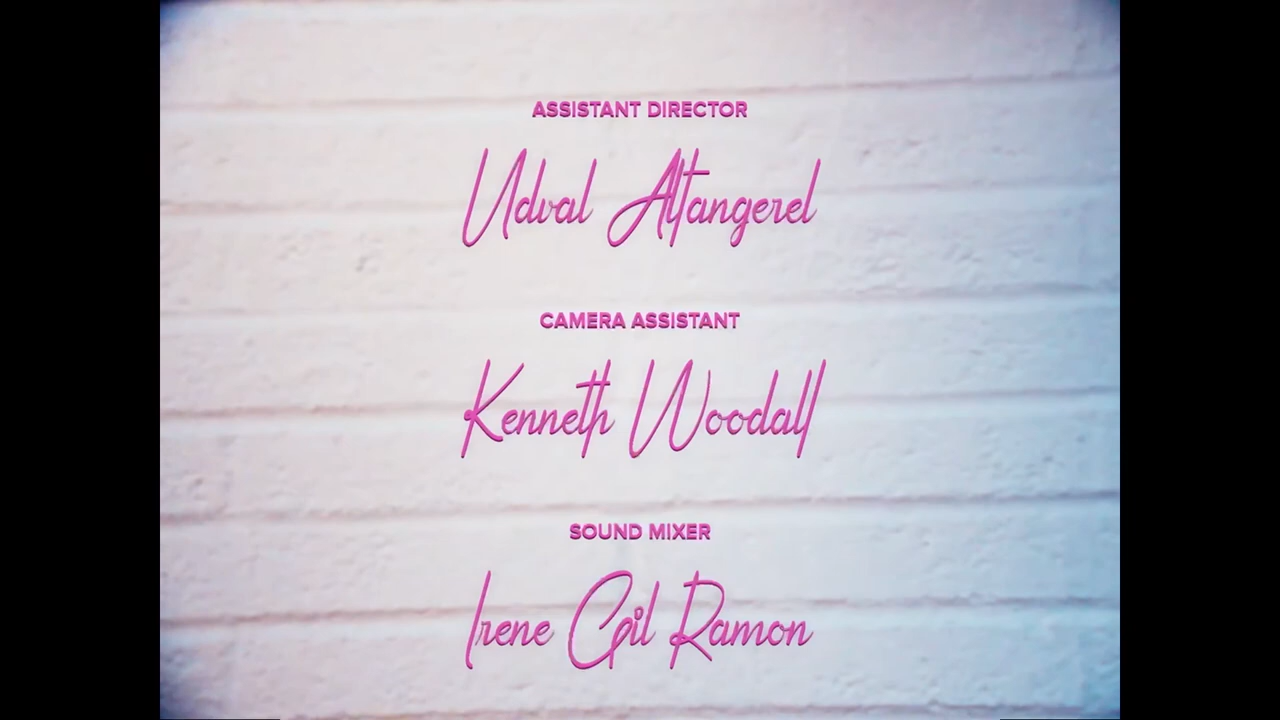 ASSISTANT DIRECTOR
Udval Altangerel
CAMERA ASSISTANT
Kenneth Woodall
SOUND MIXER
Irene Gil Ramon